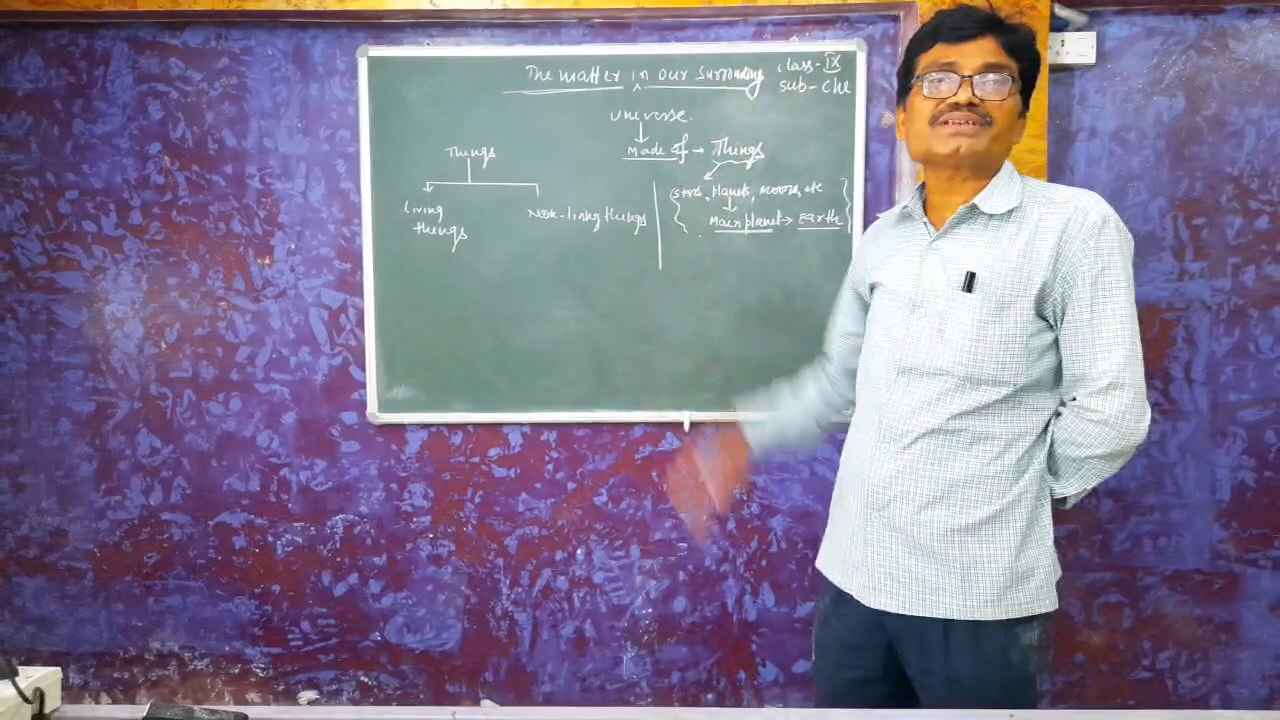 The matter in our surrounding
class-IX
sub-Che
universe.
Made of → Things
(stars, planets, moons, etc
Main planet → Earth
Things
Living
things
Non-living things